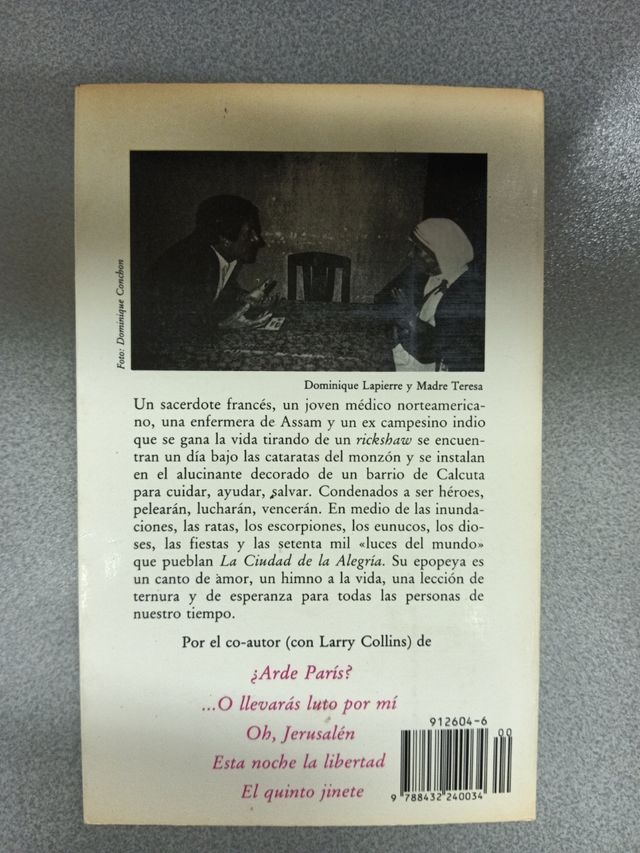 Foto: Dominique Conchon
Dominique Lapierre y Madre Teresa
Un sacerdote francés, un joven médico norteamerica-
no, una enfermera de Assam y un ex campesino indio
que se gana la vida tirando de un rickshaw se encuen-
tran un día bajo las cataratas del monzón y se instalan
en el alucinante decorado de un barrio de Calcuta
para cuidar, ayudar, salvar. Condenados a ser héroes,
pelearán, lucharán, vencerán. En medio de las inunda-
ciones, las ratas, los escorpiones, los eunucos, los dio-
ses, las fiestas y las setenta mil «luces del mundo»
que pueblan La Ciudad de la Alegría. Su epopeya es
un canto de amor, un himno a la vida, una lección de
ternura y de esperanza para todas las personas de
nuestro tiempo.
Por el co-autor (con Larry Collins) de
¿Arde París?
...O llevarás luto por mí
Oh, Jerusalén
Esta noche la libertad
El quinto jinete
912604-6
00
9 788432 240034